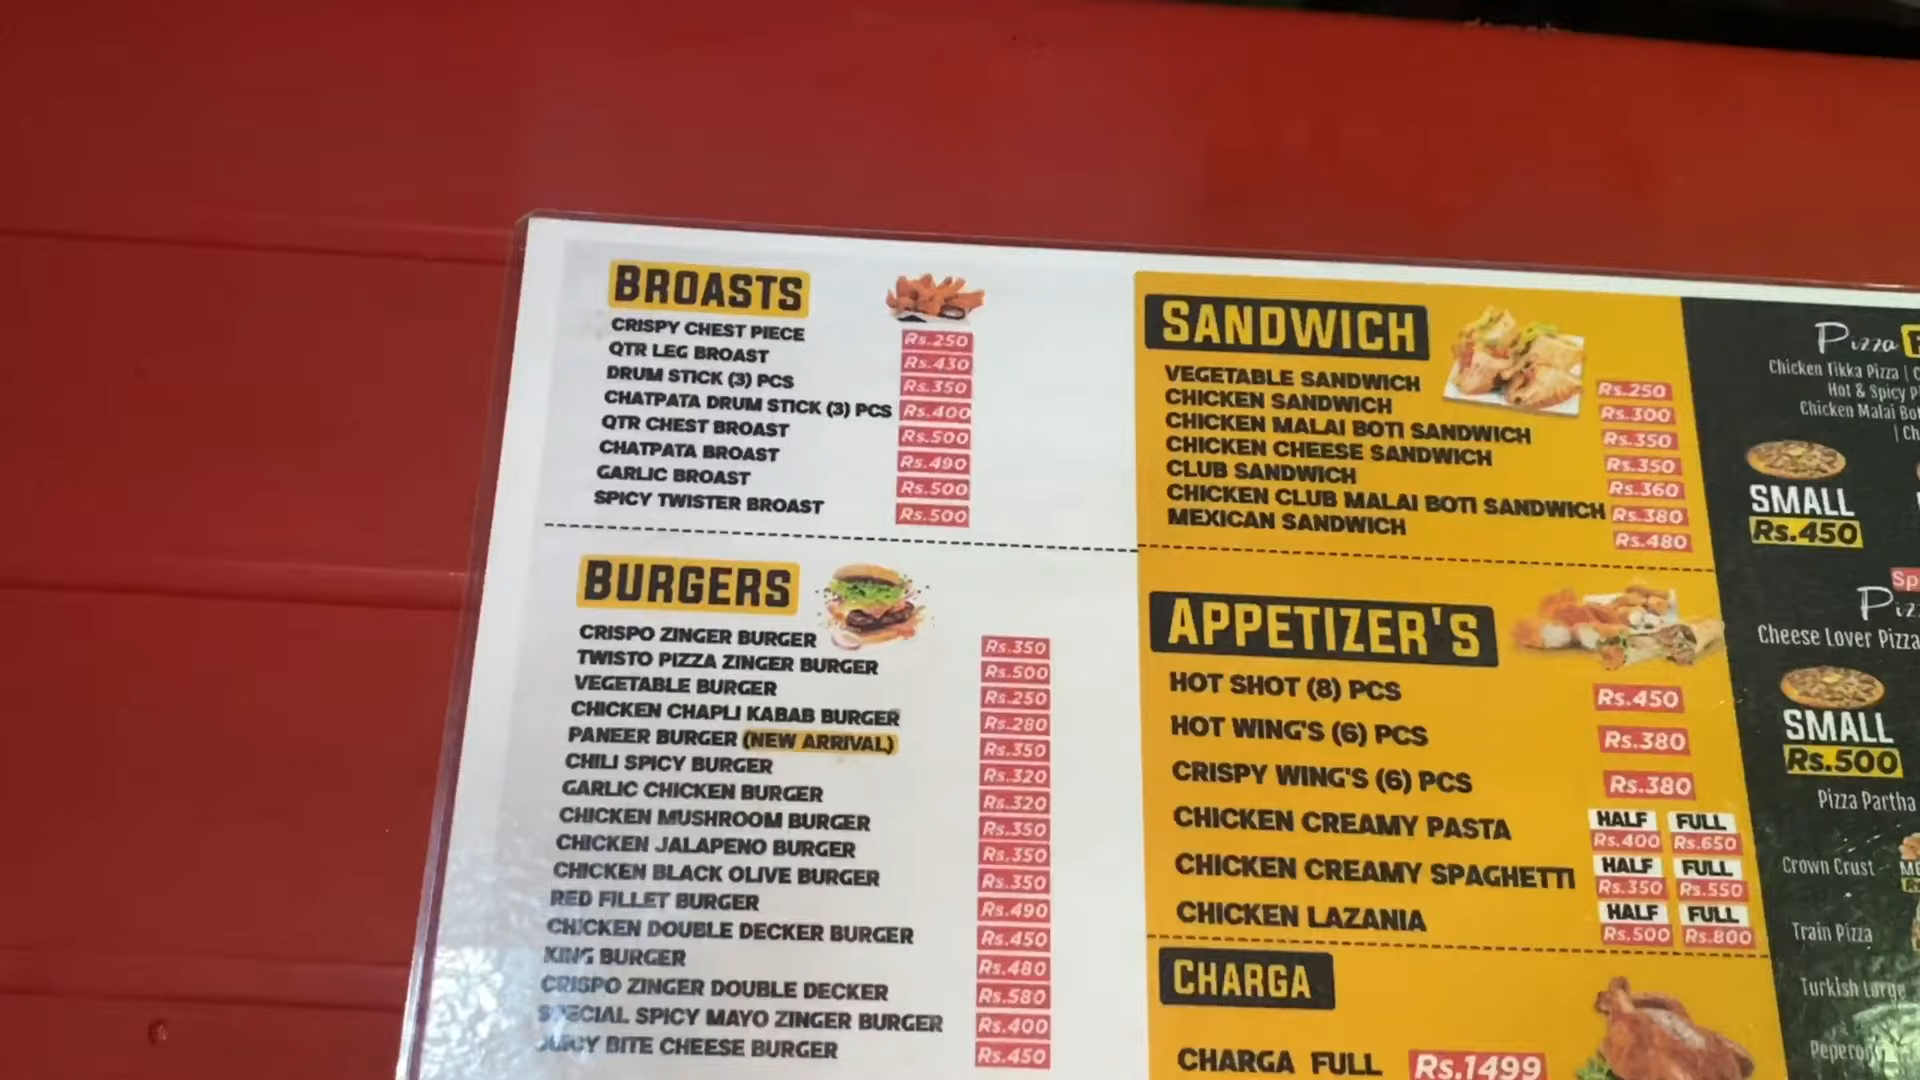 BROASTS
CRISPY CHEST PIECE Rs.250
QTR LEG BROAST Rs.430
DRUM STICK (3) PCS Rs.350
CHATPATA DRUM STICK (3) PCS Rs.400
QTR CHEST BROAST Rs.500
CHATPATA BROAST Rs.490
GARLIC BROAST Rs.500
SPICY TWISTER BROAST Rs.500
BURGERS
CRISPO ZINGER BURGER Rs.350
TWISTO PIZZA ZINGER BURGER Rs.500
VEGETABLE BURGER Rs.250
CHICKEN CHAPLI KABAB BURGER Rs.280
PANEER BURGER (NEW ARRIVAL) Rs.350
CHILI SPICY BURGER Rs.320
GARLIC CHICKEN BURGER Rs.320
CHICKEN MUSHROOM BURGER Rs.350
CHICKEN JALAPENO BURGER Rs.350
CHICKEN BLACK OLIVE BURGER Rs.350
RED FILLET BURGER Rs.490
CHICKEN DOUBLE DECKER BURGER Rs.450
KING BURGER Rs.480
CRISPO ZINGER DOUBLE DECKER Rs.580
SPECIAL SPICY MAYO ZINGER BURGER Rs.400
JUICY BITE CHEESE BURGER Rs.450
SANDWICH
VEGETABLE SANDWICH Rs.250
CHICKEN SANDWICH Rs.300
CHICKEN MALAI BOTI SANDWICH Rs.350
CHICKEN CHEESE SANDWICH Rs.350
CLUB SANDWICH Rs.360
CHICKEN CLUB MALAI BOTI SANDWICH Rs.380
MEXICAN SANDWICH Rs.480
APPETIZER'S
HOT SHOT (8) PCS Rs.450
HOT WING'S (6) PCS Rs.380
CRISPY WING'S (6) PCS Rs.380
CHICKEN CREAMY PASTA HALF Rs.400 FULL Rs.650
CHICKEN CREAMY SPAGHETTI HALF Rs.350 FULL Rs.550
CHICKEN LAZANIA HALF Rs.500 FULL Rs.800
CHARGA
CHARGA FULL Rs.1499
Pizza
Chicken Tikka Pizza |
Hot & Spicy
Chicken Malai
SMALL
Rs.450
Cheese Lover Pizza
SMALL
Rs.500
Pizza Partha
Crown Crust
Train Pizza
Turkish Large